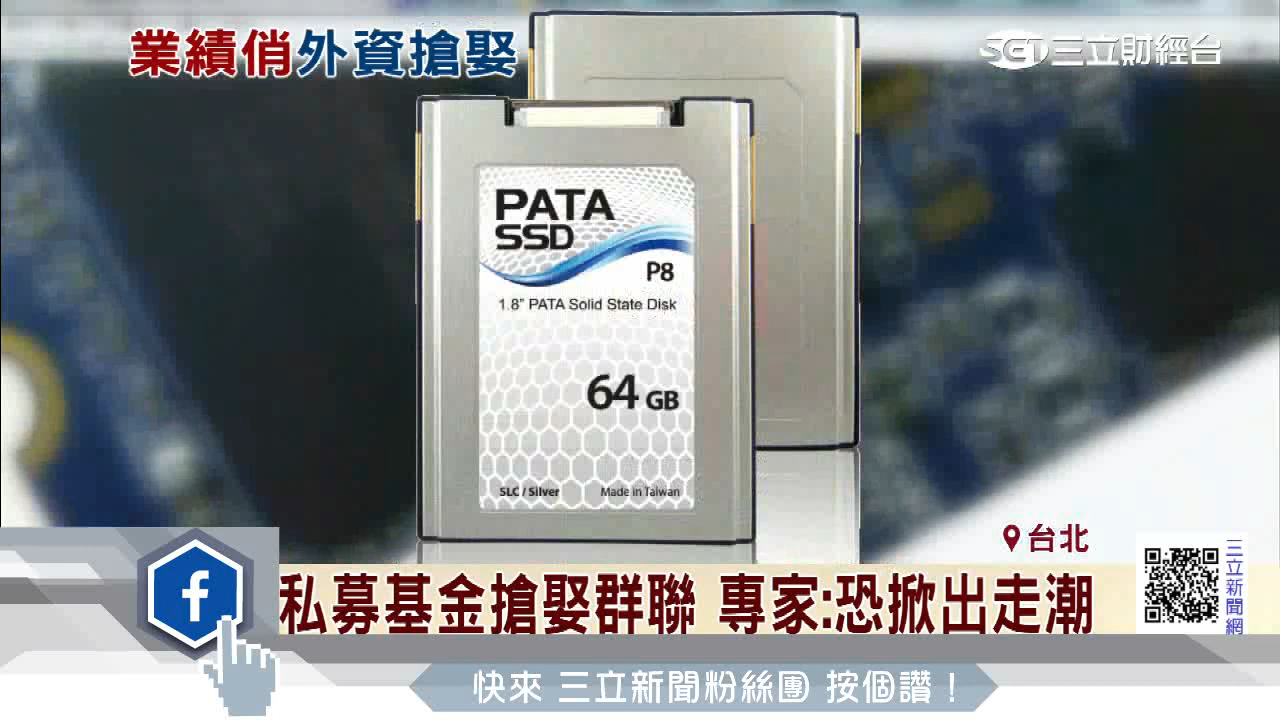 業績俏外資搶娶
SET三立財經台
PATA
SSD
P8
1.8” PATA Solid State Disk
64 GB
SLC / Silver
Made in Taiwan
台北
三立新聞網
f
私募基金搶娶群聯 專家:恐掀出走潮
快來 三立新聞粉絲團 按個讚！